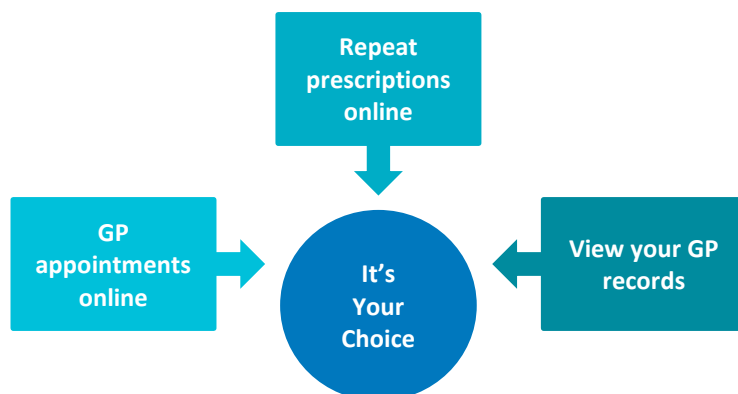 Repeat
prescriptions
online
GP
appointments
online
It’s
Your
Choice
View your GP
records